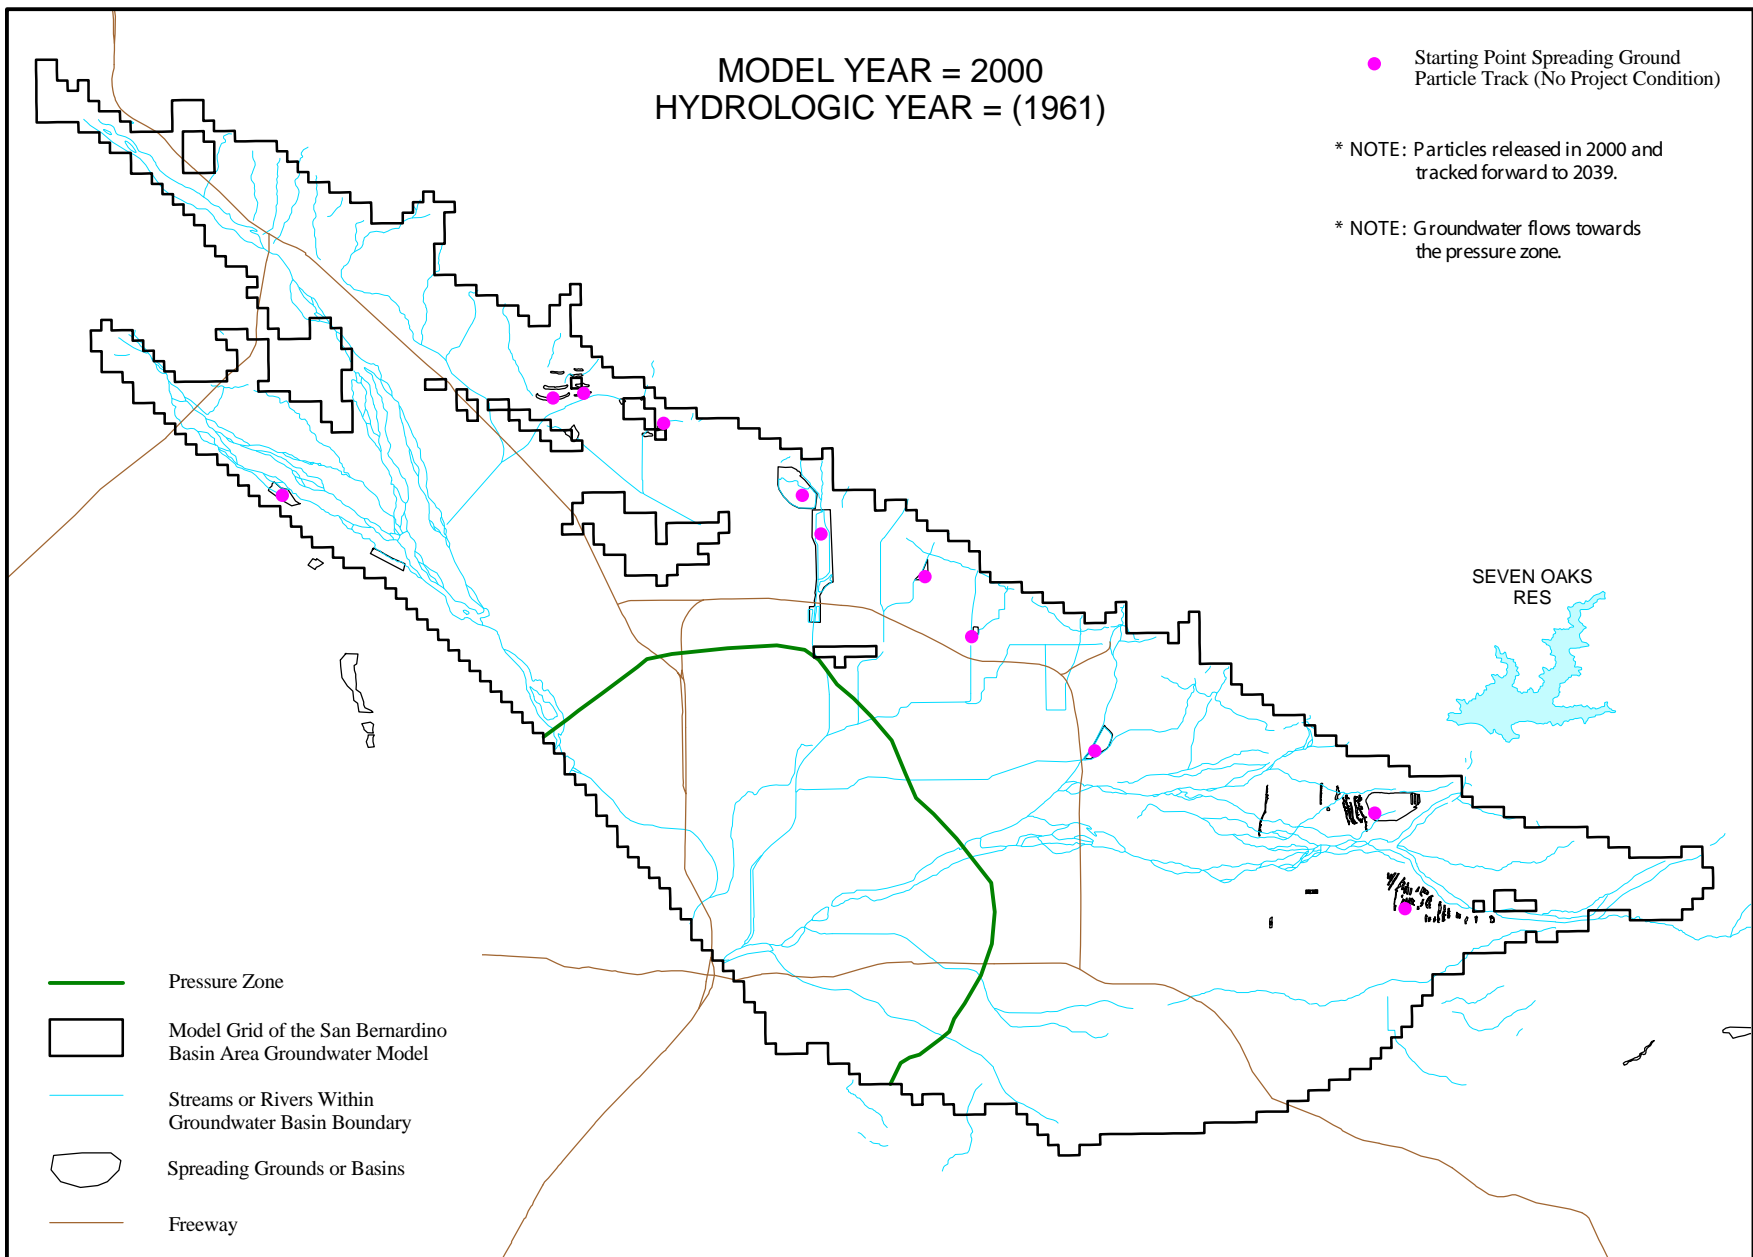 MODEL YEAR = 2000
HYDROLOGIC YEAR = (1961)
Starting Point Spreading Ground
Particle Track (No Project Condition)
* NOTE: Particles released in 2000 and
tracked forward to 2039.
* NOTE: Groundwater flows towards
the pressure zone.
SEVEN OAKS
RES
Pressure Zone
Model Grid of the San Bernardino
Basin Area Groundwater Model
Streams or Rivers Within
Groundwater Basin Boundary
Spreading Grounds or Basins
Freeway